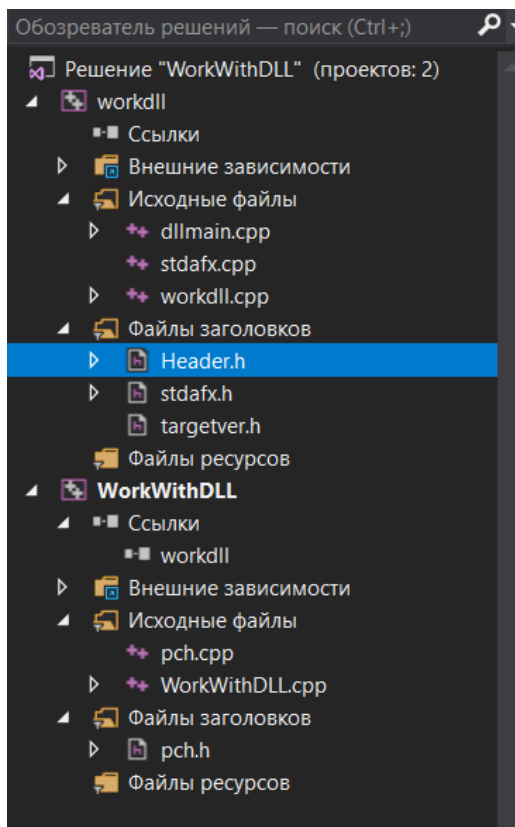 Обозреватель решений — поиск (Ctrl+;)
Решение "WorkWithDLL" (проектов: 2)
workdll
Ссылки
Внешние зависимости
Исходные файлы
dllmain.cpp
stdafx.cpp
workdll.cpp
Файлы заголовков
Header.h
stdafx.h
targetver.h
Файлы ресурсов
WorkWithDLL
Ссылки
workdll
Внешние зависимости
Исходные файлы
pch.cpp
WorkWithDLL.cpp
Файлы заголовков
pch.h
Файлы ресурсов